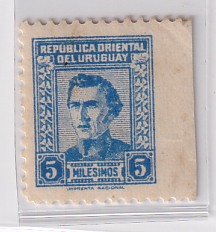 REPUBLICA ORIENTAL
DEL URUGUAY
5 MILESIMOS 5
IMPRENTA NACIONAL